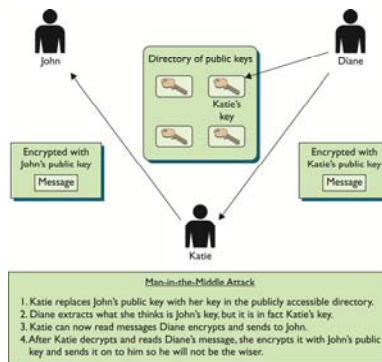 John
Directory of public keys
Diane
Katie's
key
Encrypted with
John's public key
Message
Encrypted with
Katie's public key
Message
Katie
Man-in-the-Middle Attack
1. Katie replaces John's public key with her key in the publicly accessible directory.
2. Diane extracts what she thinks is John's key, but it is in fact Katie's key.
3. Katie can now read messages Diane encrypts and sends to John.
4. After Katie decrypts and reads Diane's message, she encrypts it with John's public
key and sends it on to him so he will not be the wiser.